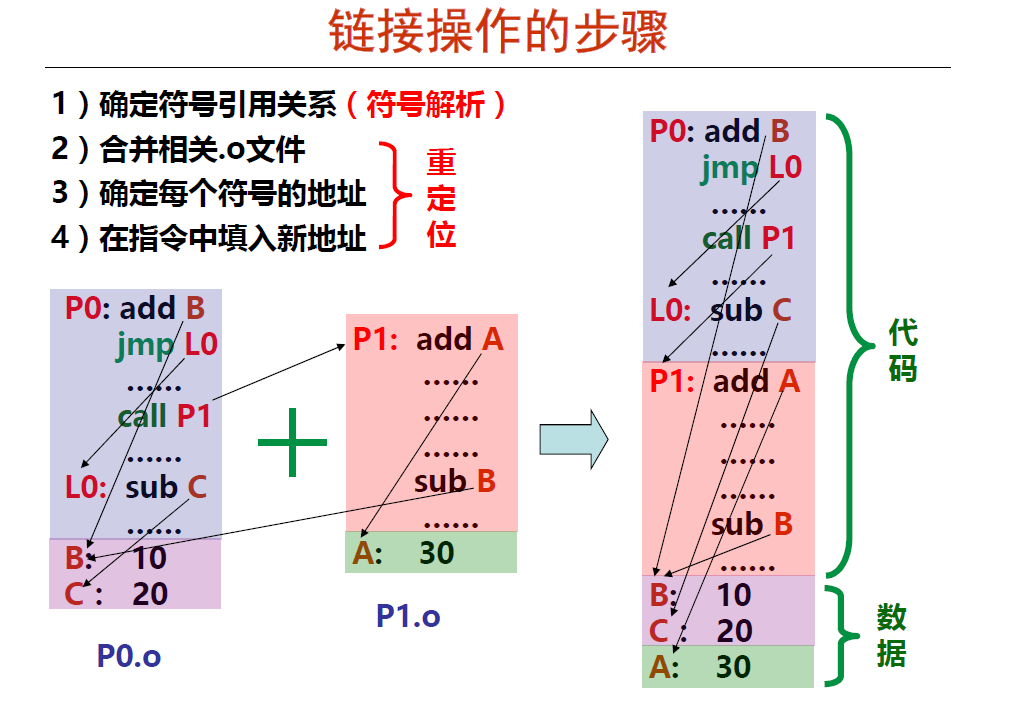 链接操作的步骤
1）确定符号引用关系（符号解析）
2）合并相关.o文件
3）确定每个符号的地址
4）在指令中填入新地址
重
定
位
P0: add B
jmp L0
……
call P1
……
L0: sub C
……
B: 10
C : 20
P0.o
P1: add A
……
……
……
sub B
……
A: 30
P1.o
P0: add B
jmp L0
……
call P1
……
L0: sub C
……
P1: add A
……
……
……
sub B
……
B: 10
C : 20
A: 30
代
码
数
据